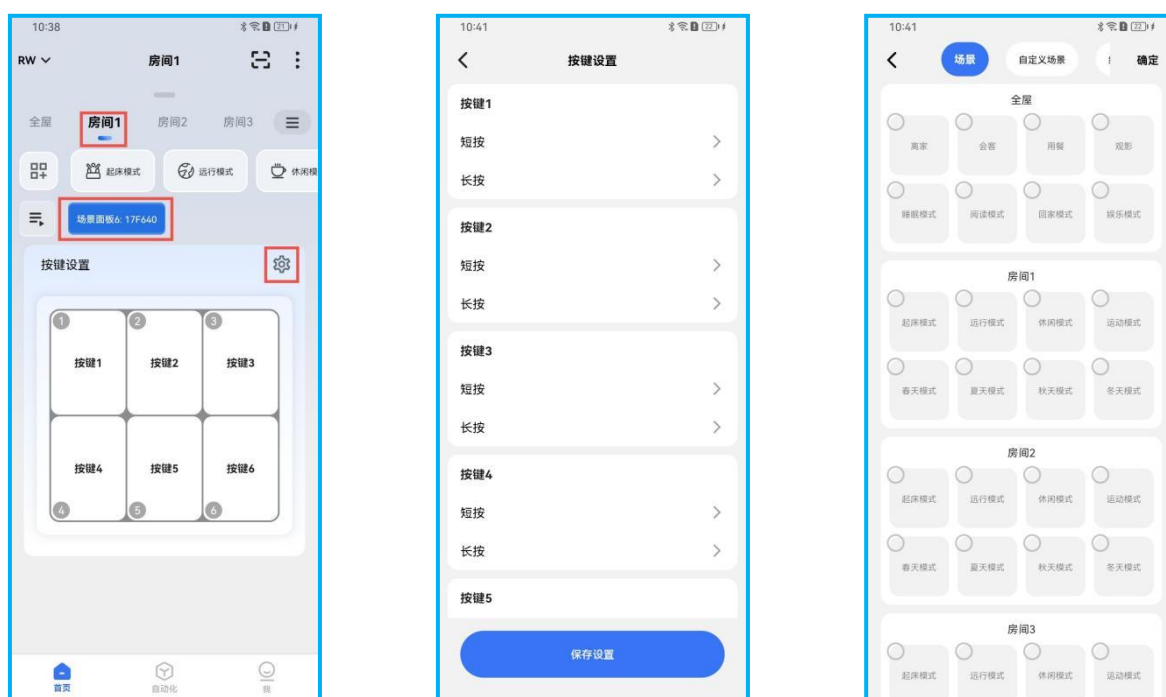 10:38
21
RW
房间1
全屋 房间1 房间2 房间3
起床模式 远行模式 休闲模
场景面板6: 17F640
按键设置
1 2 3
按键1 按键2 按键3
按键4 按键5 按键6
4 5 6
首页 自动化 我
10:41
22
按键设置
按键1
短按
长按
按键2
短按
长按
按键3
短按
长按
按键4
短按
长按
按键5
保存设置
10:41
22
场景 自定义场景 确定
全屋
离家 会客 用餐 观影
睡眠模式 阅读模式 回家模式 娱乐模式
房间1
起床模式 远行模式 休闲模式 运动模式
春天模式 夏天模式 秋天模式 冬天模式
房间2
起床模式 远行模式 休闲模式 运动模式
春天模式 夏天模式 秋天模式 冬天模式
房间3
起床模式 远行模式 休闲模式 运动模式